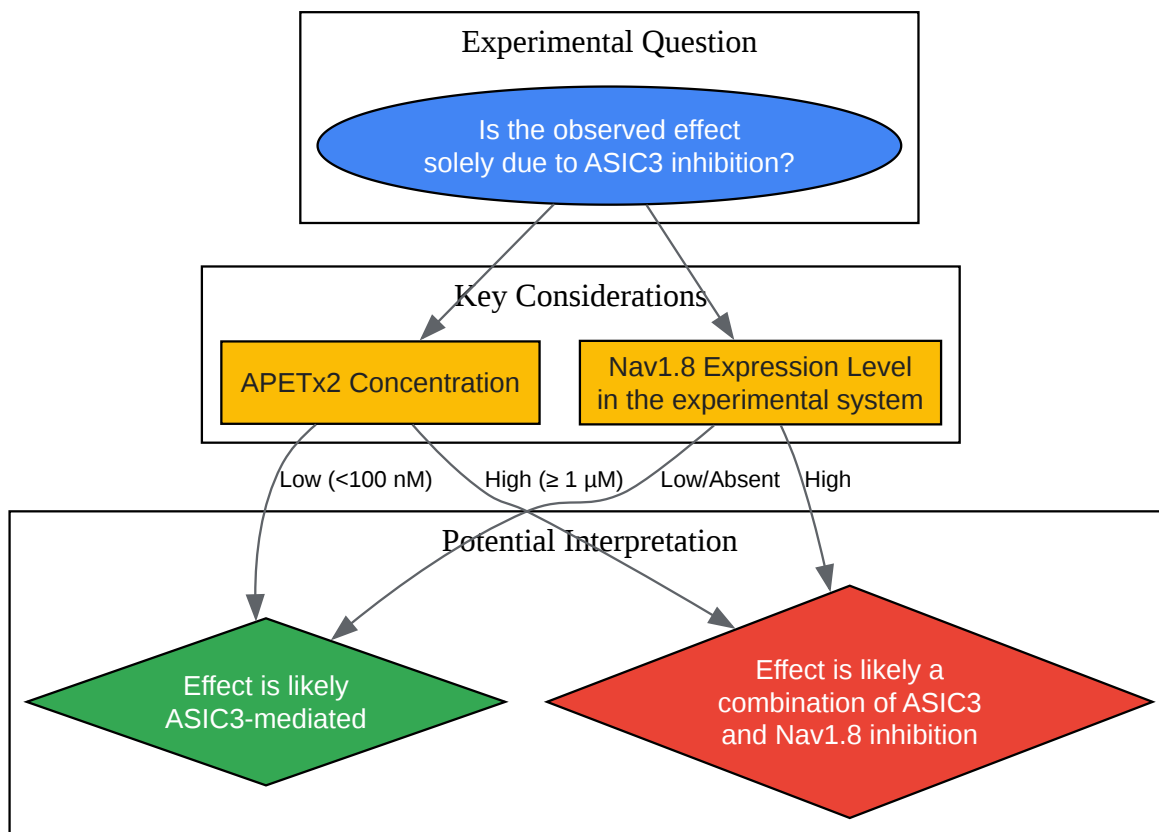 Experimental Question
Is the observed effect
solely due to ASIC3 inhibition?
Key Considerations
APETx2 Concentration
Nav1.8 Expression Level
in the experimental system
Low (<100 nM)
High (≥ 1 µM)
Low/Absent
High
Potential Interpretation
Effect is likely
ASIC3-mediated
Effect is likely a
combination of ASIC3
and Nav1.8 inhibition